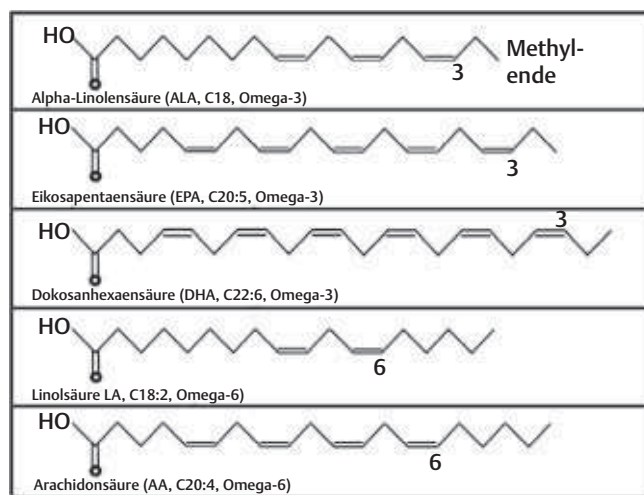 HO
Methyl-
ende
3
Alpha-Linolensäure (ALA, C18, Omega-3)
HO
3
Eikosapentaensäure (EPA, C20:5, Omega-3)
HO
3
Dokosanhexaensäure (DHA, C22:6, Omega-3)
HO
6
Linolsäure LA, C18:2, Omega-6)
HO
6
Arachidonsäure (AA, C20:4, Omega-6)